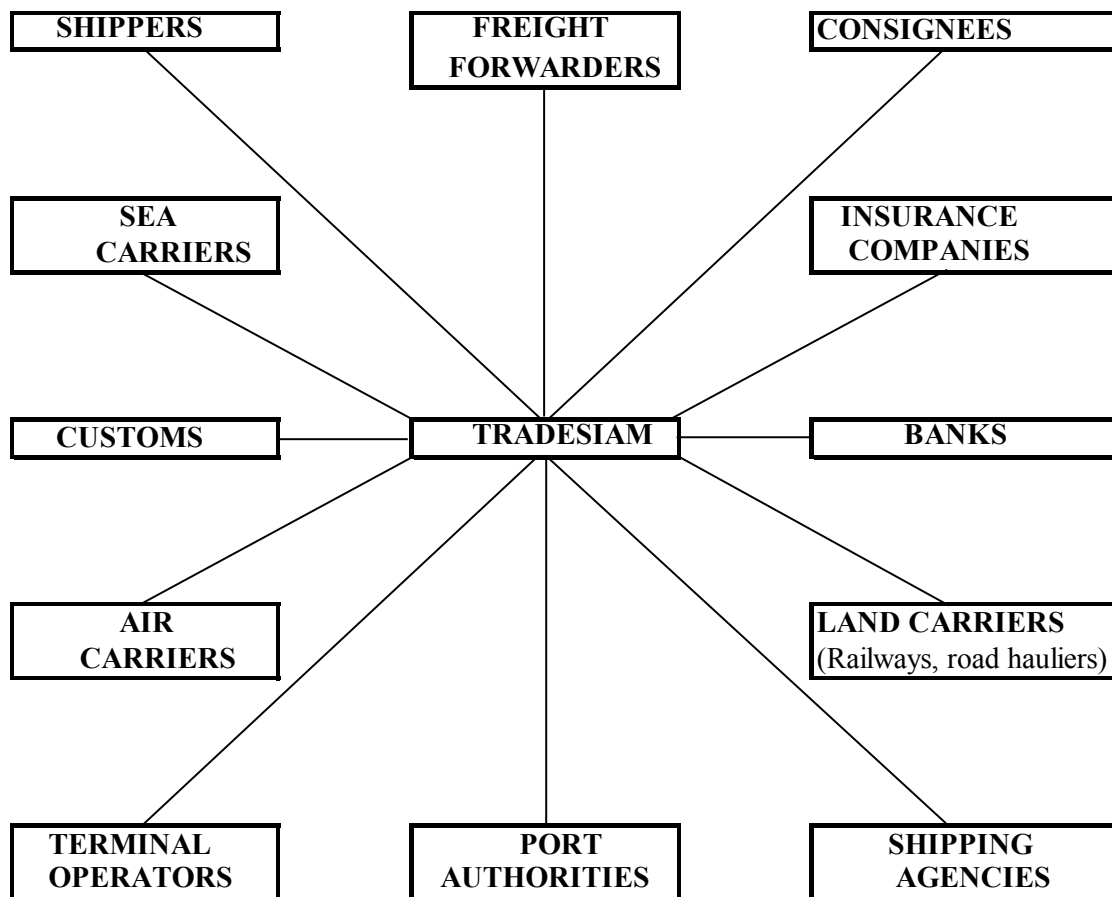 SHIPPERS
FREIGHT
FORWARDERS
CONSIGNEES
SEA
CARRIERS
INSURANCE
COMPANIES
CUSTOMS
TRADESIAM
BANKS
AIR
CARRIERS
LAND CARRIERS
(Railways, road hauliers)
TERMINAL
OPERATORS
PORT
AUTHORITIES
SHIPPING
AGENCIES